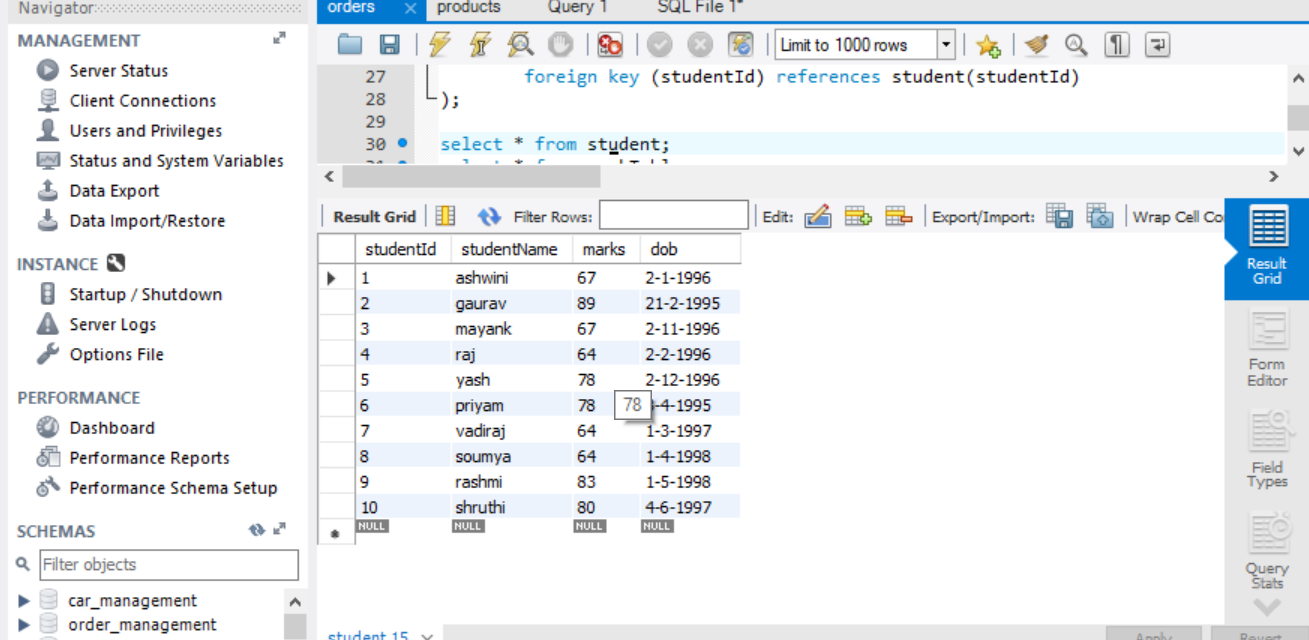 Navigator
orders × products Query 1 SQL File 1*
MANAGEMENT
Server Status
Client Connections
Users and Privileges
Status and System Variables
Data Export
Data Import/Restore
INSTANCE
Startup / Shutdown
Server Logs
Options File
PERFORMANCE
Dashboard
Performance Reports
Performance Schema Setup
SCHEMAS
Filter objects
car_management
order_management
Limit to 1000 rows
27 foreign key (studentId) references student(studentId)
28 );
29
30 select * from student;
Result Grid Filter Rows: Edit: Export/Import: Wrap Cell Co
studentId studentName marks dob
1 ashwini 67 2-1-1996
2 gaurav 89 21-2-1995
3 mayank 67 2-11-1996
4 raj 64 2-2-1996
5 yash 78 2-12-1996
6 priyam 78 78 -4-1995
7 vadiraj 64 1-3-1997
8 soumya 64 1-4-1998
9 rashmi 83 1-5-1998
10 shruthi 80 4-6-1997
NULL NULL NULL NULL
Result
Grid
Form
Editor
Field
Types
Query
Stats
student 15 Apply Revert